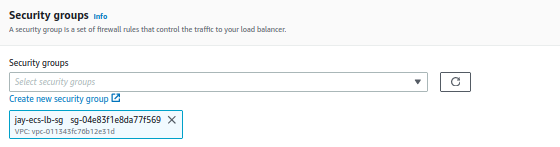 Security groups Info
A security group is a set of firewall rules that control the traffic to your load balancer.
Security groups
Select security groups
Create new security group
jay-ecs-lb-sg sg-04e83f1e8da77f569
VPC: vpc-011343fc76b12e31d